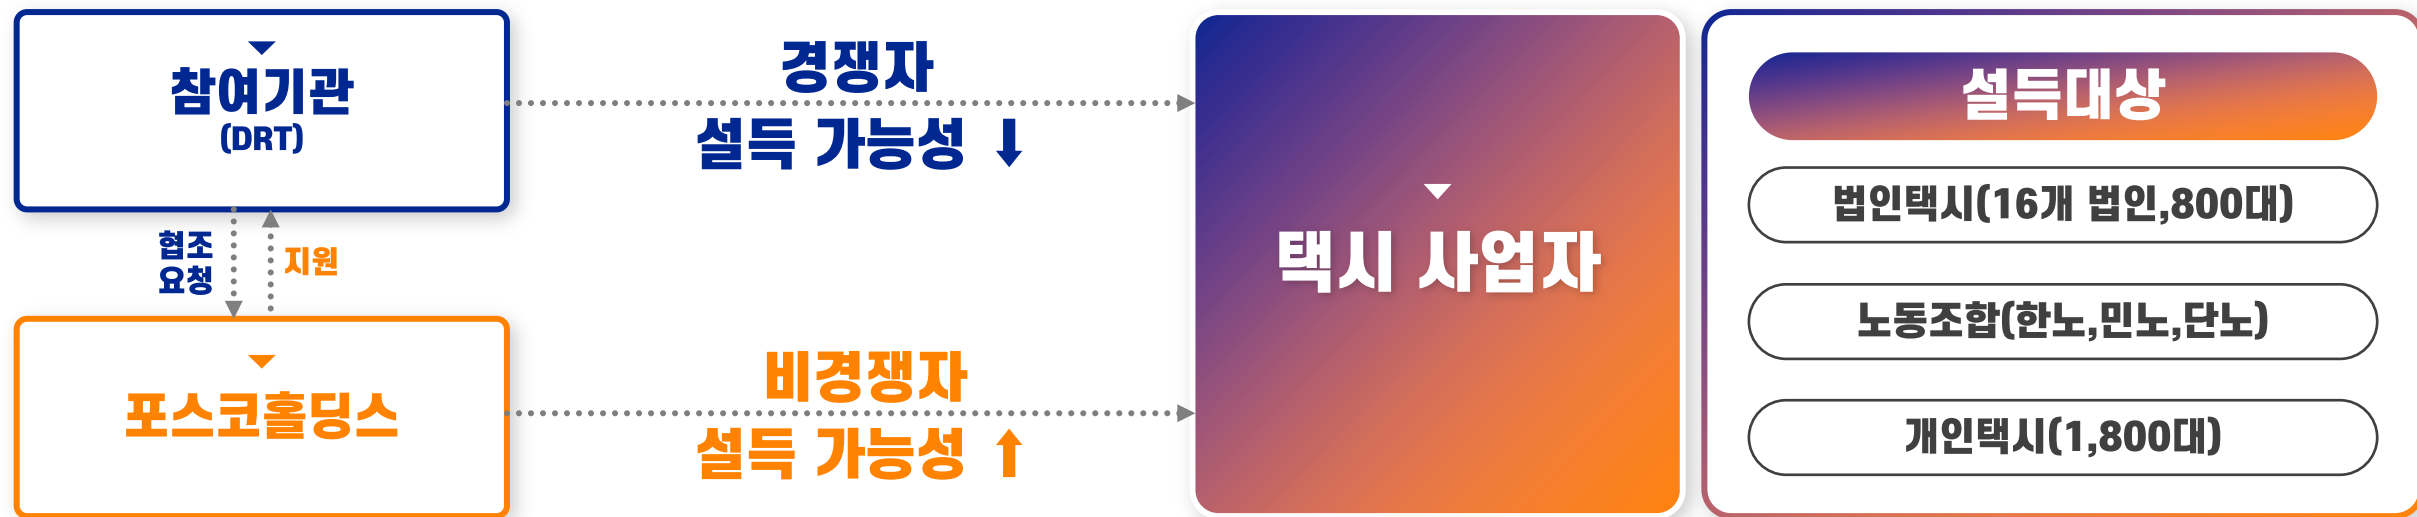 참여기관
(DRT)
경쟁자
설득 가능성 ⬇
협조
요청
지원
포스코홀딩스
비경쟁자
설득 가능성 ⬆
택시 사업자
설득대상
법인택시(16개 법인,800대)
노동조합(한노,민노,단노)
개인택시(1,800대)